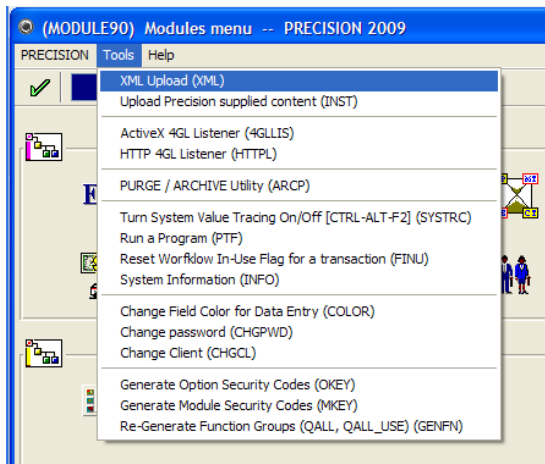 (MODULE90) Modules menu -- PRECISION 2009
PRECISION Tools Help
XML Upload (XML)
Upload Precision supplied content (INST)
ActiveX 4GL Listener (4GLLIS)
HTTP 4GL Listener (HTTPL)
PURGE / ARCHIVE Utility (ARCP)
Turn System Value Tracing On/Off [CTRL-ALT-F2] (SYSTRC)
Run a Program (PTF)
Reset Worfklow In-Use Flag for a transaction (FINU)
System Information (INFO)
Change Field Color for Data Entry (COLOR)
Change password (CHGPWD)
Change Client (CHGCL)
Generate Option Security Codes (OKEY)
Generate Module Security Codes (MKEY)
Re-Generate Function Groups (QALL, QALL_USE) (GENFN)